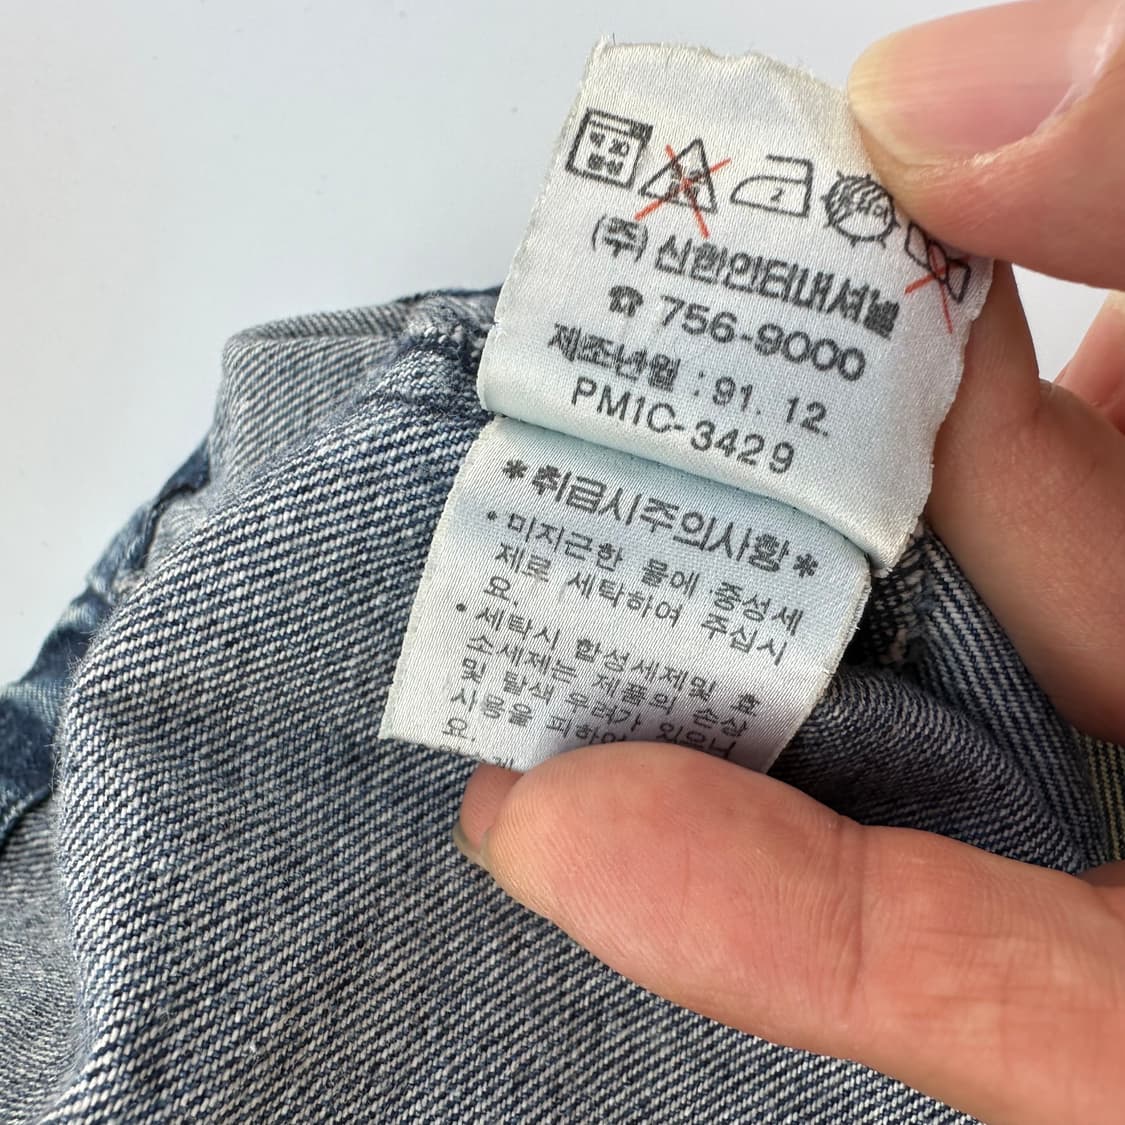 (주) 신한인터내셔널
☎ 756-9000
제조년월 : 91. 12.
PMIC-3429
*취급시주의사항*
• 미지근한 물에 중성세
제로 세탁하여 주십시
요.
• 세탁시 합성세제및 효
소세제는 제품의 손상
및 탈색 우려가 있으니
사용을 피하여
요.